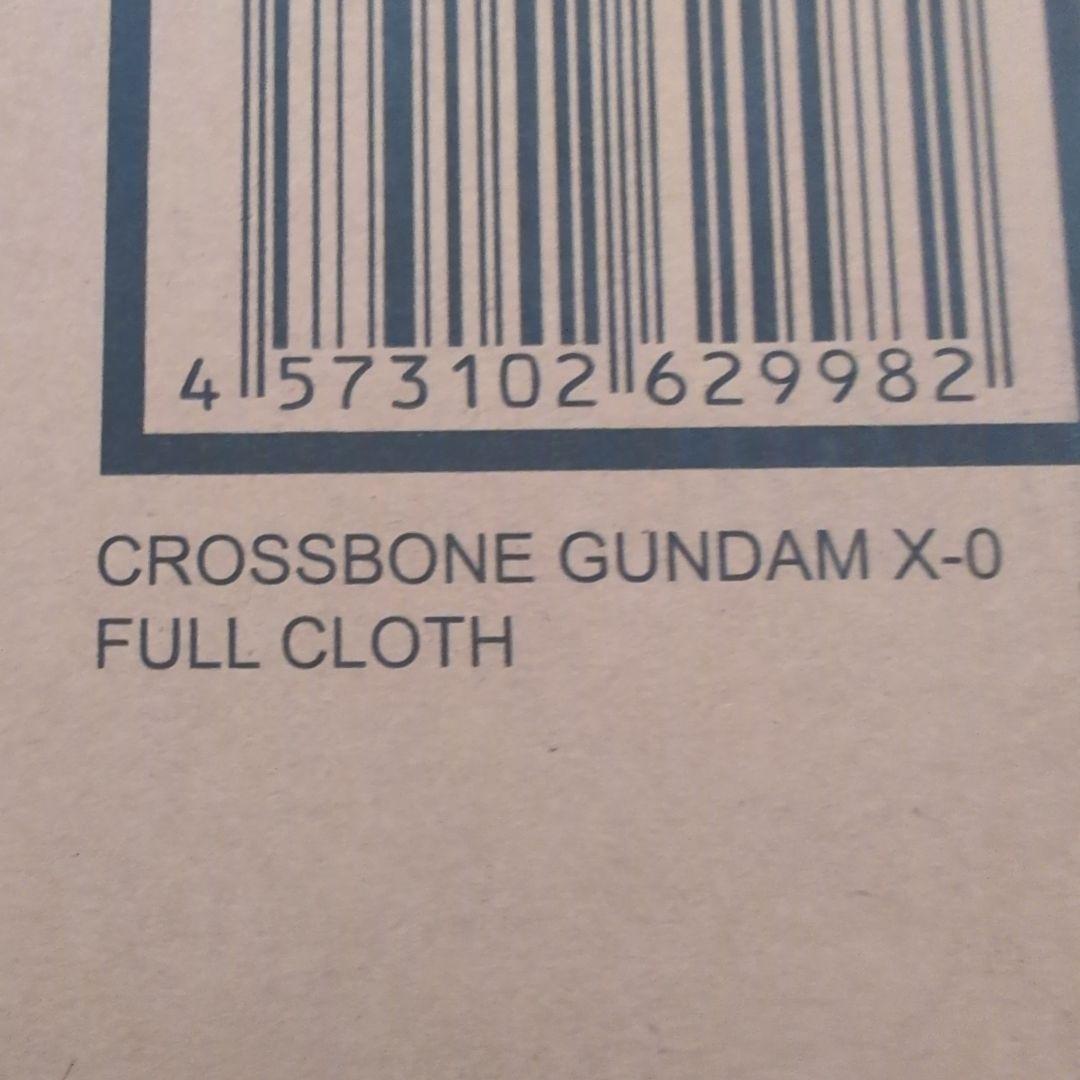 4 573102 629982
CROSSBONE GUNDAM X-0
FULL CLOTH